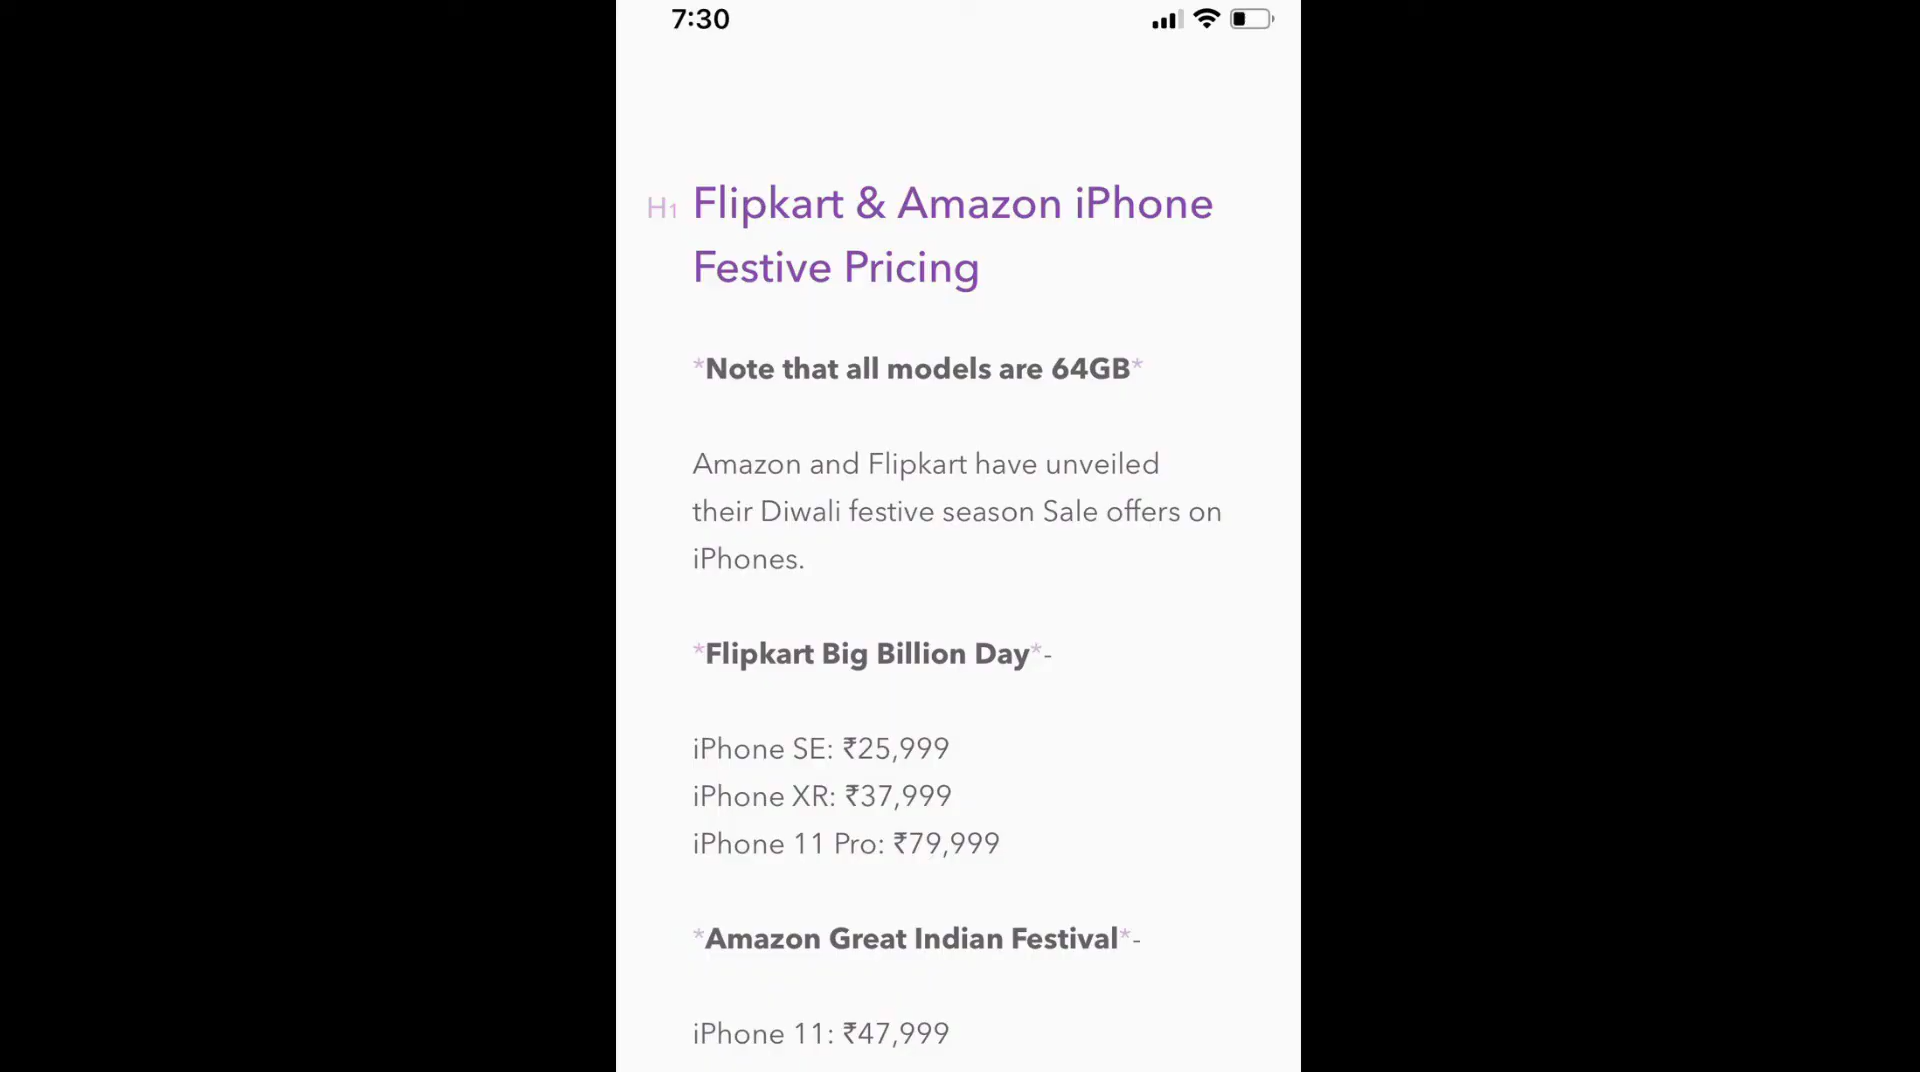 7:30
H1 Flipkart & Amazon iPhone
Festive Pricing
*Note that all models are 64GB*
Amazon and Flipkart have unveiled
their Diwali festive season Sale offers on
iPhones.
*Flipkart Big Billion Day*-
iPhone SE: ₹25,999
iPhone XR: ₹37,999
iPhone 11 Pro: ₹79,999
*Amazon Great Indian Festival*-
iPhone 11: ₹47,999